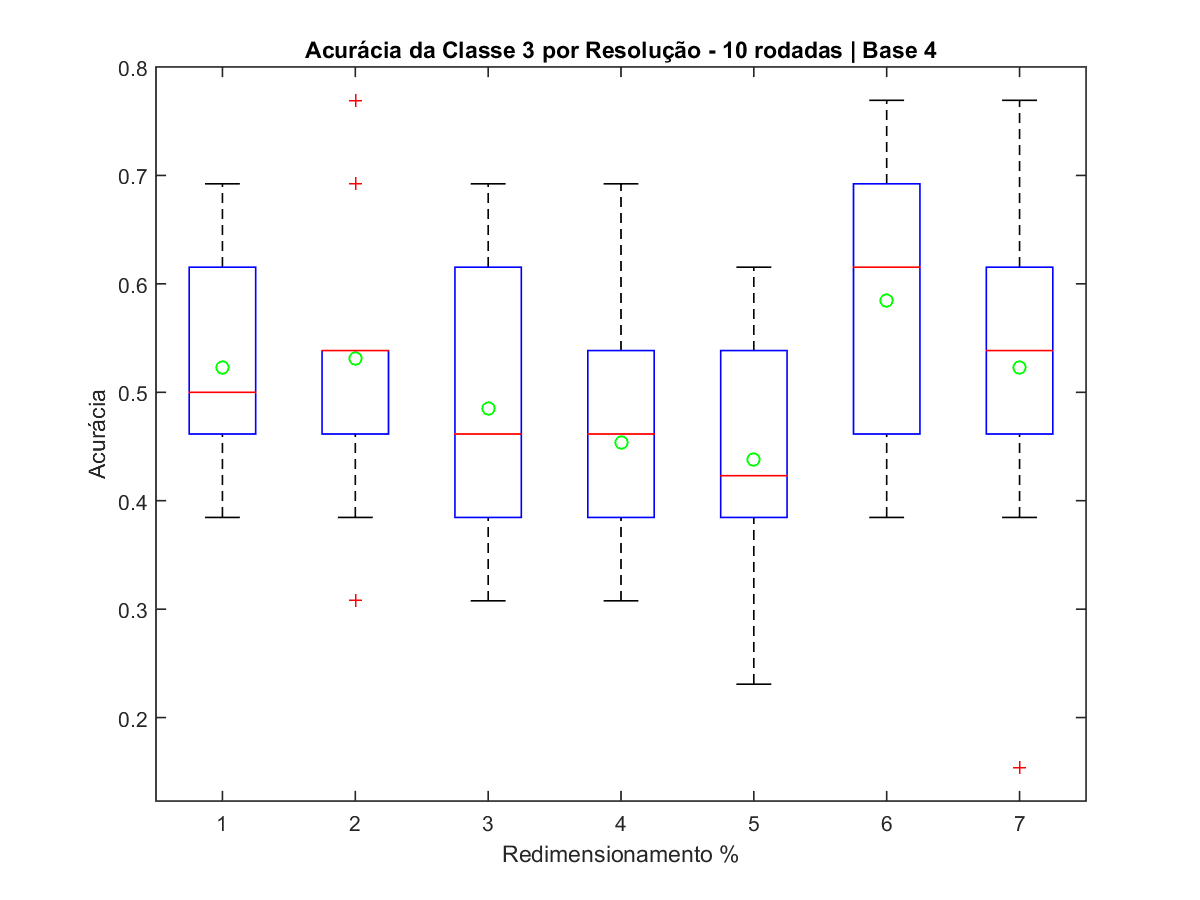 Acurácia da Classe 3 por Resolução - 10 rodadas | Base 4
0.8
0.7
0.6
0.5
0.4
0.3
0.2
Acurácia
1 2 3 4 5 6 7
Redimensionamento %